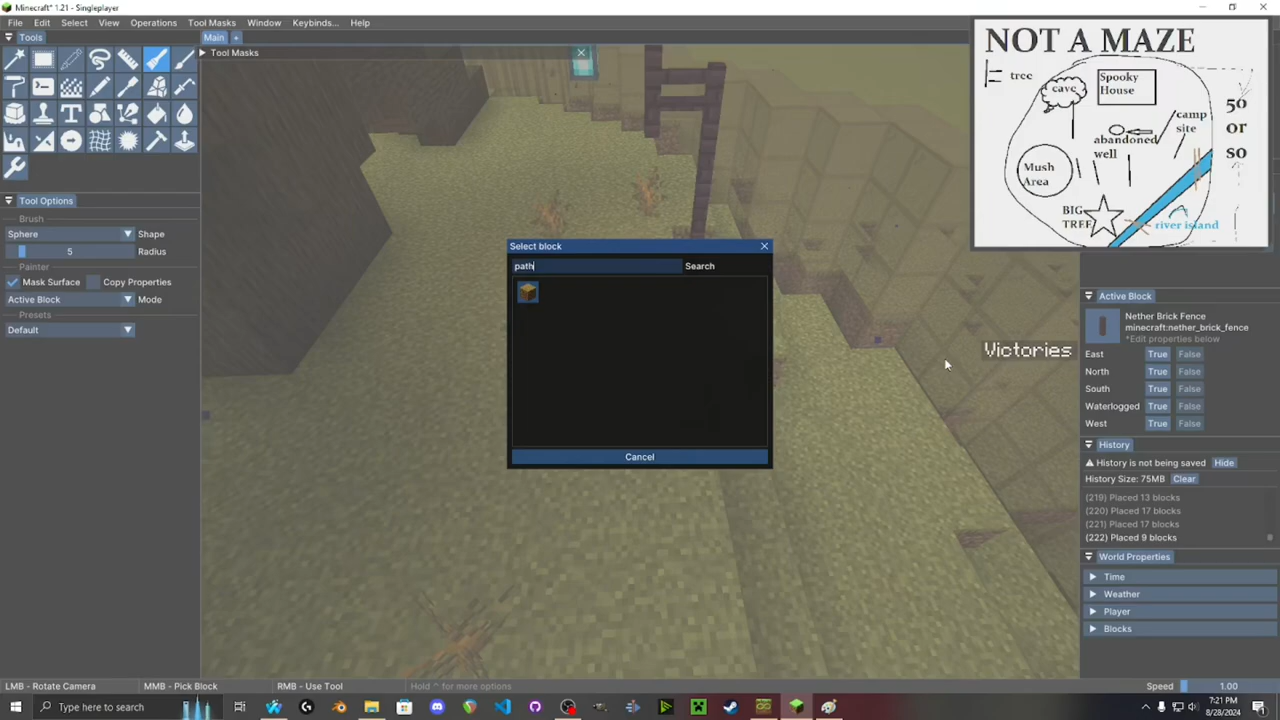 Minecraft* 1.21 - Singleplayer
File Edit Select View Operations Tool Masks Window Keybinds... Help
Tools
Main +
Tool Masks
Tool Options
Brush
Sphere Shape
5 Radius
Painter
Mask Surface Copy Properties
Active Block Mode
Presets
Default
Select block
path Search
Cancel
Victories
NOT A MAZE
tree
cave
Spooky
House
camp
site
abandoned
well
Mush
Area
BIG
TREE
river island
50
or
so
Active Block
Nether Brick Fence
minecraft:nether_brick_fence
*Edit properties below
East True False
North True False
South True False
Waterlogged True False
West True False
History
History is not being saved Hide
History Size: 75MB Clear
(219) Placed 13 blocks
(220) Placed 17 blocks
(221) Placed 17 blocks
(222) Placed 9 blocks
World Properties
Time
Weather
Player
Blocks
LMB - Rotate Camera MMB - Pick Block RMB - Use Tool Hold ^ for more options Speed 1.00
Type here to search
7:21 PM
8/28/2024